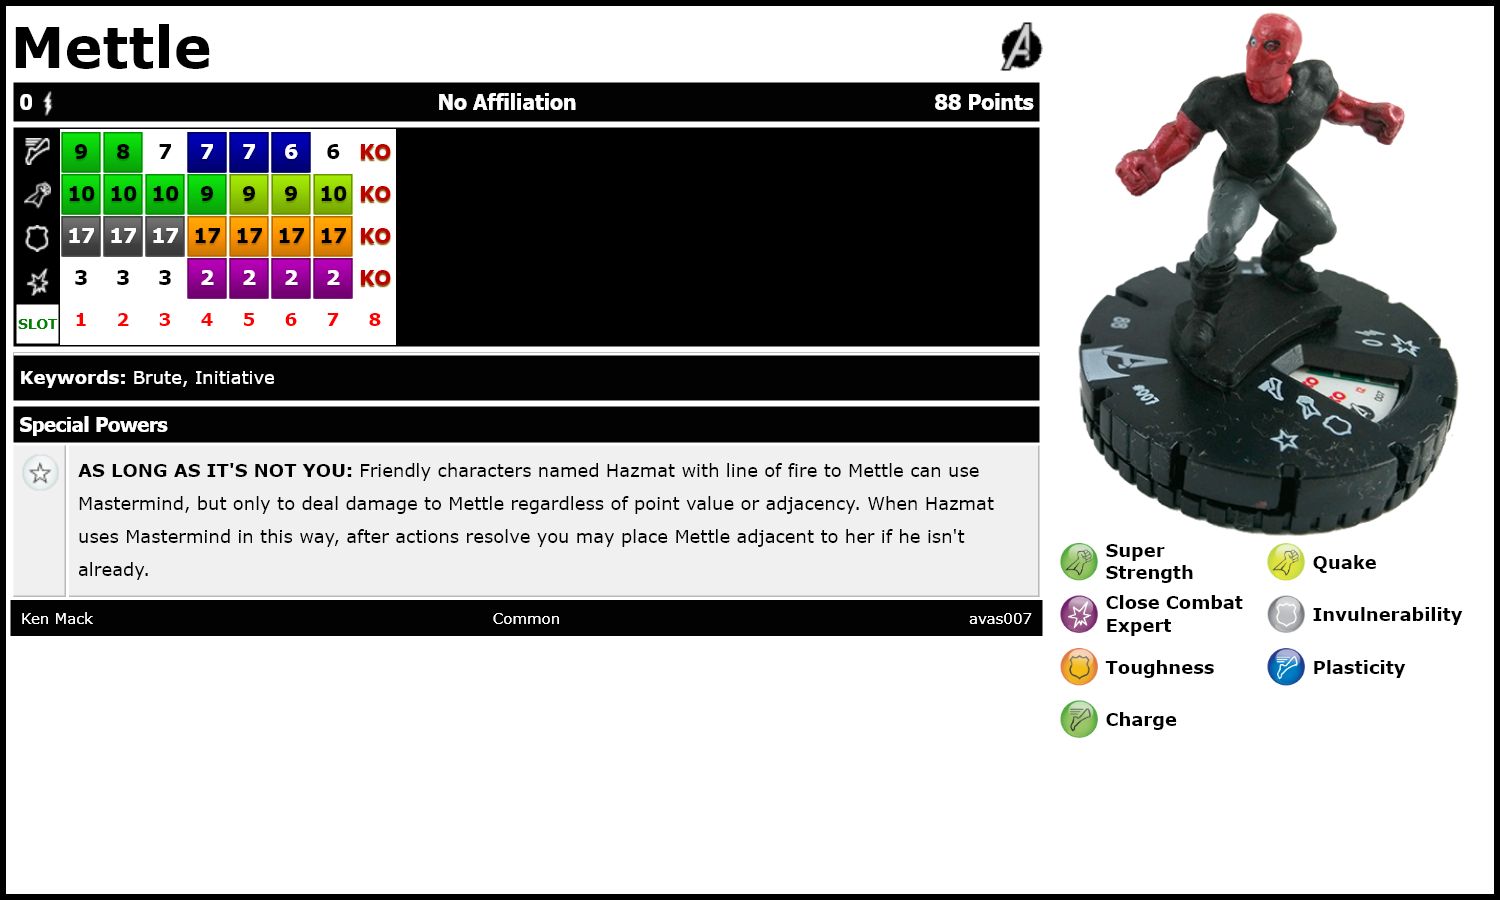 Mettle
0 No Affiliation 88 Points
9 8 7 7 7 6 6 KO
10 10 10 9 9 9 10 KO
17 17 17 17 17 17 17 KO
3 3 3 2 2 2 2 KO
SLOT 1 2 3 4 5 6 7 8
Keywords: Brute, Initiative
Special Powers
AS LONG AS IT'S NOT YOU: Friendly characters named Hazmat with line of fire to Mettle can use
Mastermind, but only to deal damage to Mettle regardless of point value or adjacency. When Hazmat
uses Mastermind in this way, after actions resolve you may place Mettle adjacent to her if he isn't
already.
Ken Mack Common avas007
88
#007
0
007
Super
Strength
Quake
Close Combat
Expert
Invulnerability
Toughness
Plasticity
Charge